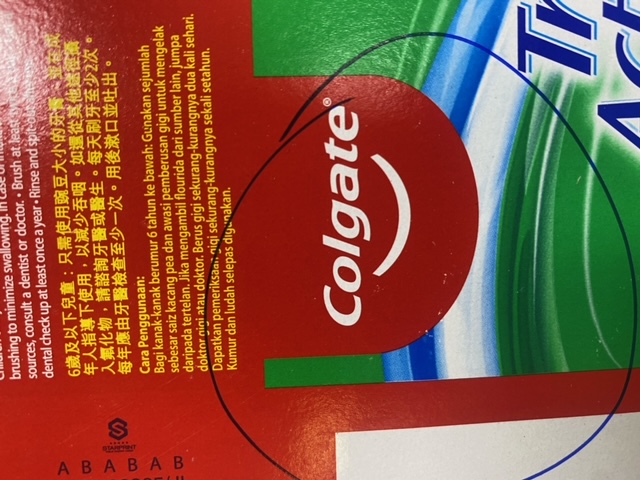 brushing to minimize swallowing. In case of
sources, consult a dentist or doctor. • Brush at least
dental check up at least once a year • Rinse and spit
6歲及以下兒童：只需使用豌豆大小的牙膏，
年人指導下使用，以減少吞嚥。如還從其他途徑攝
入氟化物，請諮詢牙醫或醫生。每天刷牙至少2次。
每年應由牙醫檢查至少一次。用後漱口並吐出。
Cara Penggunaan:
Bagi kanak-kanak berumur 6 tahun ke bawah: Gunakan sejumlah
sebesar saiz kacang pea dan awasi pemberusan gigi untuk mengelak
daripada tertelan. Jika mengambil flourida dari sumber lain, jumpa
doktor gigi atau doktor. Berus gigi sekurang-kurangnya dua kali sehari.
Dapatkan pemeriksaan gigi sekurang-kurangnya sekali setahun.
Kumur dan ludah selepas digunakan.
Colgate®
STARPRINT
A B A B A B